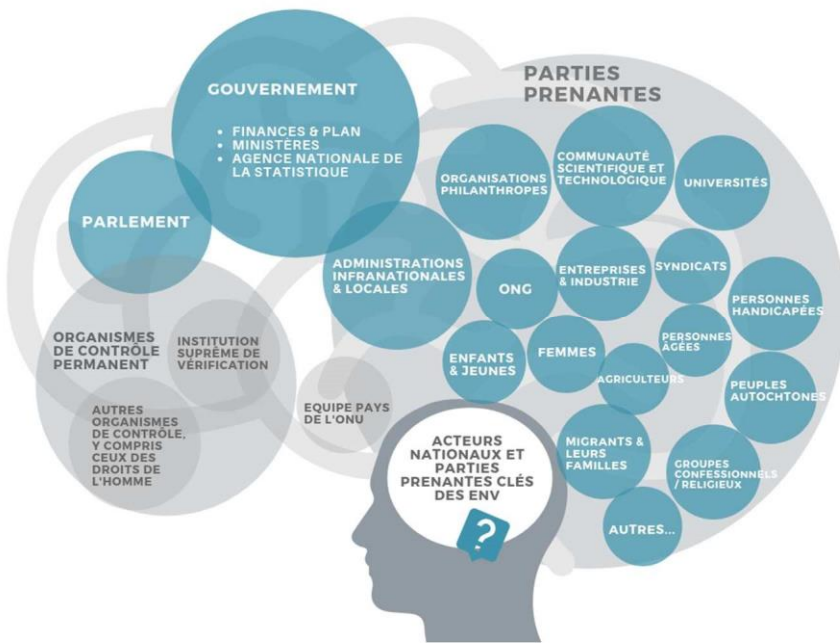 GOUVERNEMENT
• FINANCES & PLAN
• MINISTÈRES
• AGENCE NATIONALE DE
LA STATISTIQUE
PARLEMENT
ADMINISTRATIONS
INFRANATIONALES
& LOCALES
ORGANISMES
DE CONTRÔLE
PERMANENT
INSTITUTION
SUPRÊME DE
VÉRIFICATION
AUTRES
ORGANISMES
DE CONTRÔLE,
Y COMPRIS
CEUX DES
DROITS DE
L'HOMME
EQUIPE PAYS
DE L'ONU
PARTIES
PRENANTES
ORGANISATIONS
PHILANTHROPES
COMMUNAUTÉ
SCIENTIFIQUE ET
TECHNOLOGIQUE
UNIVERSITÉS
ONG
ENTREPRISES
& INDUSTRIE
SYNDICATS
PERSONNES
HANDICAPÉES
ENFANTS
& JEUNES
FEMMES
PERSONNES
ÂGÉES
AGRICULTEURS
PEUPLES
AUTOCHTONES
MIGRANTS &
LEURS
FAMILLES
GROUPES
CONFESSIONNELS
/ RELIGIEUX
AUTRES...
ACTEURS
NATIONAUX ET
PARTIES
PRENANTES CLÉS
DES ENV
?